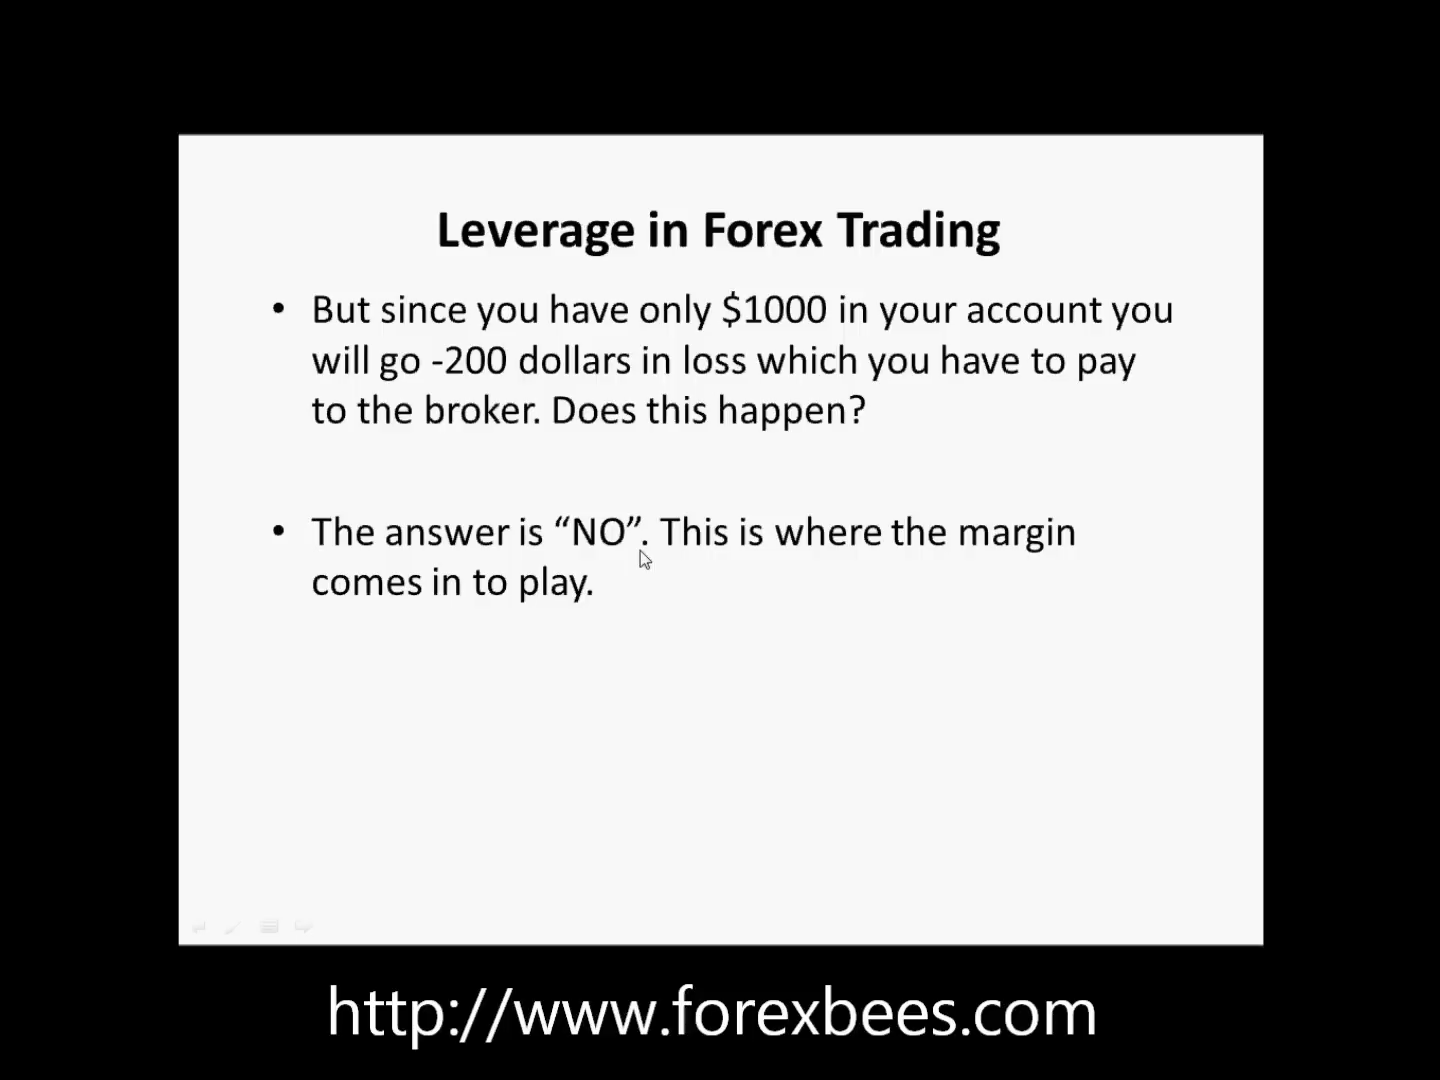 Leverage in Forex Trading
• But since you have only $1000 in your account you
will go -200 dollars in loss which you have to pay
to the broker. Does this happen?
• The answer is “NO”. This is where the margin
comes in to play.
http://www.forexbees.com